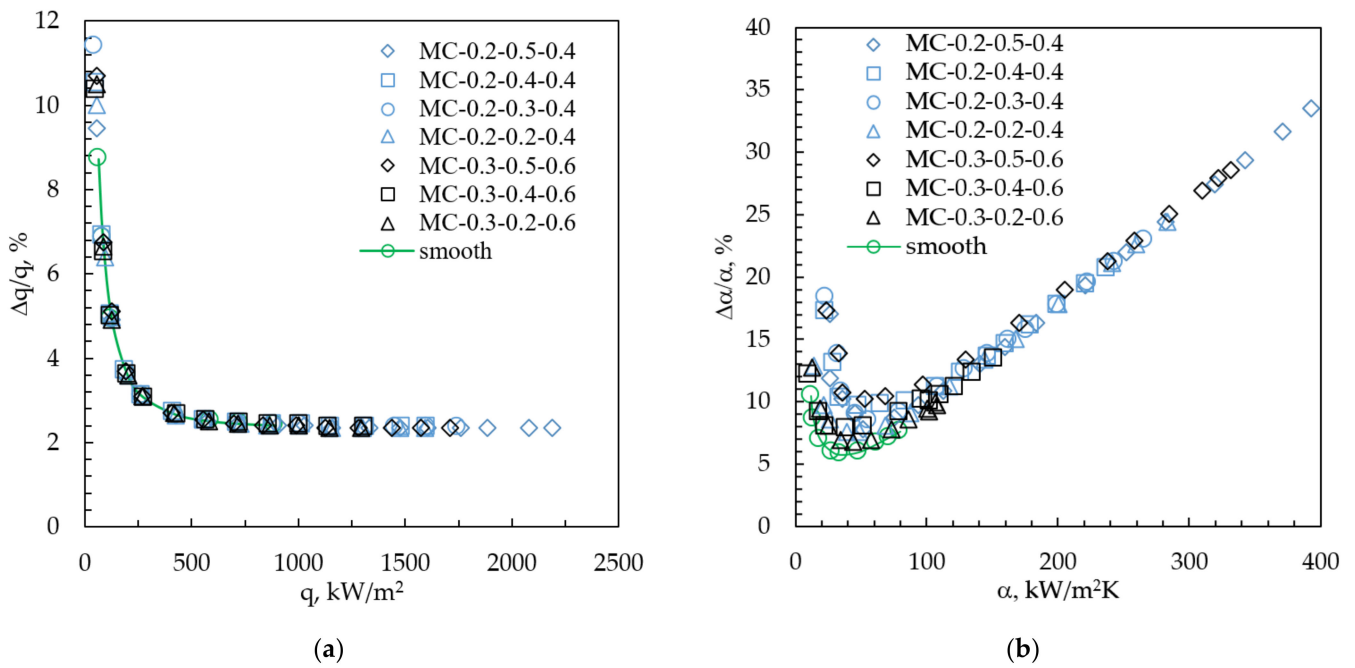 12
10
8
6
4
2
0
Δq/q, %
MC-0.2-0.5-0.4
MC-0.2-0.4-0.4
MC-0.2-0.3-0.4
MC-0.2-0.2-0.4
MC-0.3-0.5-0.6
MC-0.3-0.4-0.6
MC-0.3-0.2-0.6
smooth
0 500 1000 1500 2000 2500
q, kW/m²
(a)
40
35
30
25
20
15
10
5
0
Δα/α, %
MC-0.2-0.5-0.4
MC-0.2-0.4-0.4
MC-0.2-0.3-0.4
MC-0.2-0.2-0.4
MC-0.3-0.5-0.6
MC-0.3-0.4-0.6
MC-0.3-0.2-0.6
smooth
0 100 200 300 400
α, kW/m²K
(b)